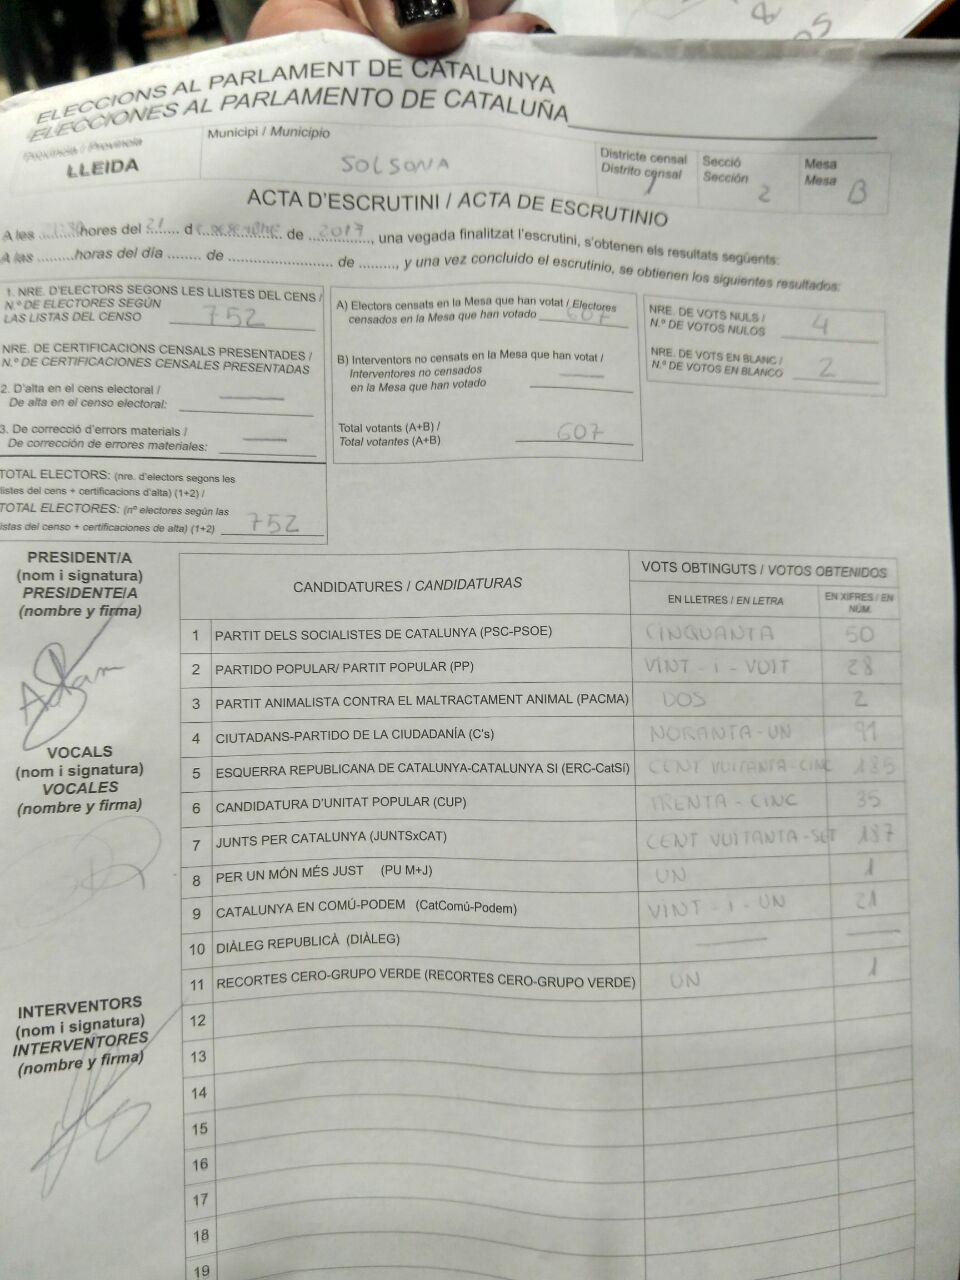 ELECCIONS AL PARLAMENT DE CATALUNYA
ELECCIONES AL PARLAMENTO DE CATALUÑA
Provincia / Provincia
LLEIDA
Municipi / Municipio
SOLSONA
Districte censal
Distrito censal
1
Secció
Sección
2
Mesa
Mesa
B
ACTA D'ESCRUTINI / ACTA DE ESCRUTINIO
A les hores del 21 d desembre de 2017, una vegada finalitzat l'escrutini, s'obtenen els resultats següents:
A las ........horas del día ....... de ........................ de ........., y una vez concluido el escrutinio, se obtienen los siguientes resultados:
1. NRE. D'ELECTORS SEGONS LES LLISTES DEL CENS /
N.º DE ELECTORES SEGÚN
LAS LISTAS DEL CENSO 752
NRE. DE CERTIFICACIONS CENSALS PRESENTADES /
N.º DE CERTIFICACIONES CENSALES PRESENTADAS
2. D'alta en el cens electoral /
De alta en el censo electoral: —
3. De correcció d'errors materials /
De corrección de errores materiales: —
TOTAL ELECTORS: (nre. d'electors segons les
llistes del cens + certificacions d'alta) (1+2) /
TOTAL ELECTORES: (nº electores según las
listas del censo + certificaciones de alta) (1+2) 752
A) Electors censats en la Mesa que han votat / Electores
censados en la Mesa que han votado 607
B) Interventors no censats en la Mesa que han votat /
Interventores no censados
en la Mesa que han votado —
Total votants (A+B) /
Total votantes (A+B) 607
NRE. DE VOTS NULS /
N.º DE VOTOS NULOS 4
NRE. DE VOTS EN BLANC /
N.º DE VOTOS EN BLANCO 2
PRESIDENT/A
(nom i signatura)
PRESIDENTE/A
(nombre y firma)
VOCALS
(nom i signatura)
VOCALES
(nombre y firma)
INTERVENTORS
(nom i signatura)
INTERVENTORES
(nombre y firma)
CANDIDATURES / CANDIDATURAS
VOTS OBTINGUTS / VOTOS OBTENIDOS
EN LLETRES / EN LETRA
EN XIFRES / EN NÚM.
1 PARTIT DELS SOCIALISTES DE CATALUNYA (PSC-PSOE) CINQUANTA 50
2 PARTIDO POPULAR/ PARTIT POPULAR (PP) VINT-I-VUIT 28
3 PARTIT ANIMALISTA CONTRA EL MALTRACTAMENT ANIMAL (PACMA) DOS 2
4 CIUTADANS-PARTIDO DE LA CIUDADANÍA (C's) NORANTA-UN 91
5 ESQUERRA REPUBLICANA DE CATALUNYA-CATALUNYA SI (ERC-CatSí) CENT VUITANTA-CINC 185
6 CANDIDATURA D'UNITAT POPULAR (CUP) TRENTA-CINC 35
7 JUNTS PER CATALUNYA (JUNTSxCAT) CENT VUITANTA-SET 187
8 PER UN MÓN MÉS JUST (PU M+J) UN 1
9 CATALUNYA EN COMÚ-PODEM (CatComú-Podem) VINT-I-UN 21
10 DIÀLEG REPUBLICÀ (DIÀLEG) — —
11 RECORTES CERO-GRUPO VERDE (RECORTES CERO-GRUPO VERDE) UN 1
12
13
14
15
16
17
18
19